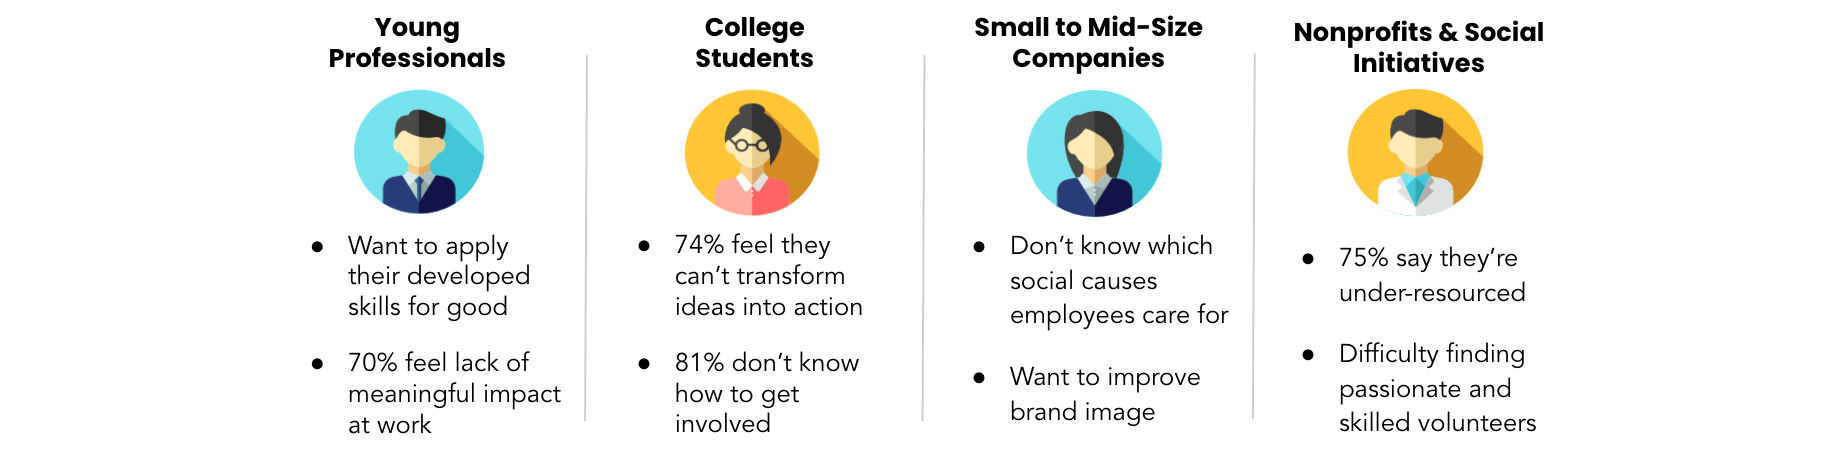 Young
Professionals
● Want to apply
their developed
skills for good
● 70% feel lack of
meaningful impact
at work
College
Students
● 74% feel they
can’t transform
ideas into action
● 81% don’t know
how to get
involved
Small to Mid-Size
Companies
● Don’t know which
social causes
employees care for
● Want to improve
brand image
Nonprofits & Social
Initiatives
● 75% say they’re
under-resourced
● Difficulty finding
passionate and
skilled volunteers